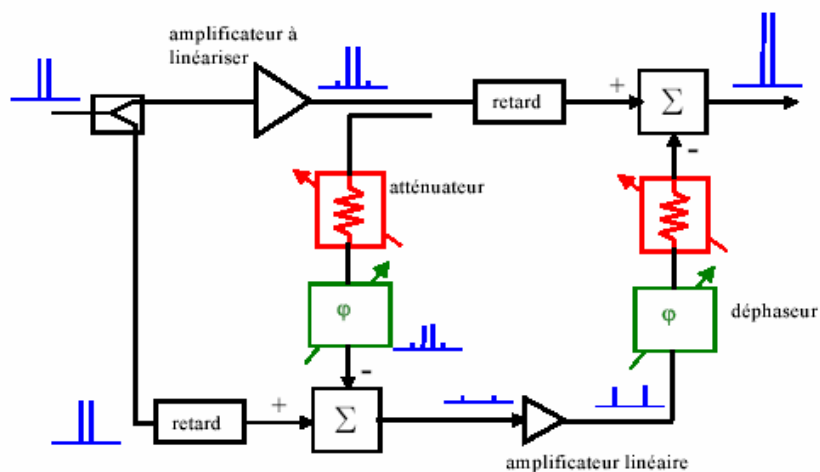 amplificateur à
linéariser
retard
+
Σ
-
atténuateur
φ
φ
déphaseur
-
retard
+
Σ
amplificateur linéaire